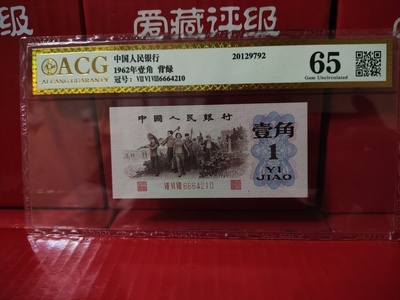 爱藏评级
ACG
AI CANG GUARANTY
中国人民银行
1962年壹角 背绿
冠号: Ⅶ Ⅵ Ⅷ 6664210
20129792
65
Gem Uncirculated
中國人民銀行
壹角
1
YI
JIAO
Ⅶ Ⅵ Ⅷ 6664210